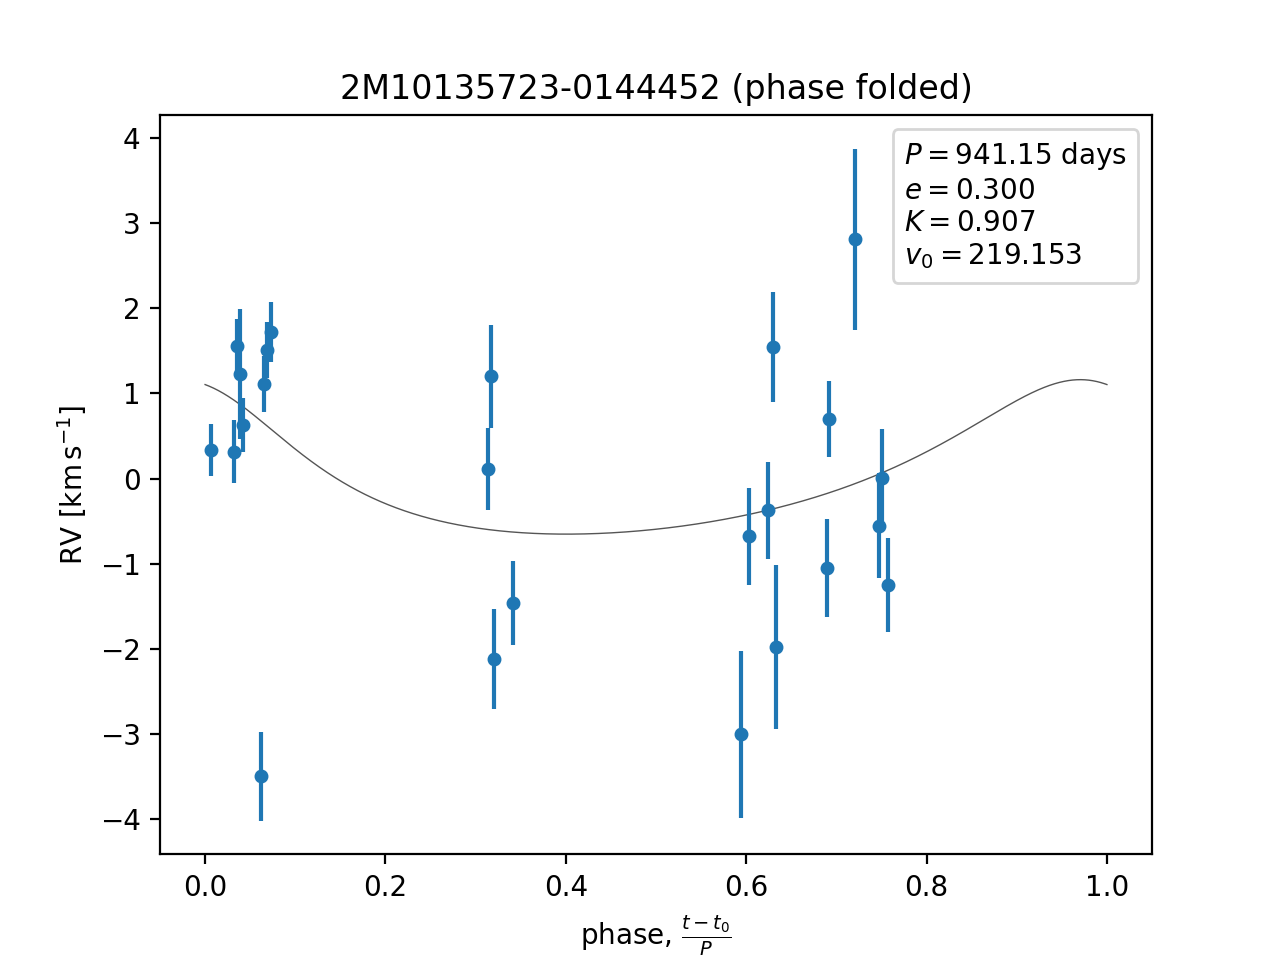 2M10135723-0144452 (phase folded)
P = 941.15 days
e = 0.300
K = 0.907
v₀ = 219.153
4
3
2
1
0
−1
−2
−3
−4
RV [km s⁻¹]
0.0 0.2 0.4 0.6 0.8 1.0
phase, (t − t₀)/P